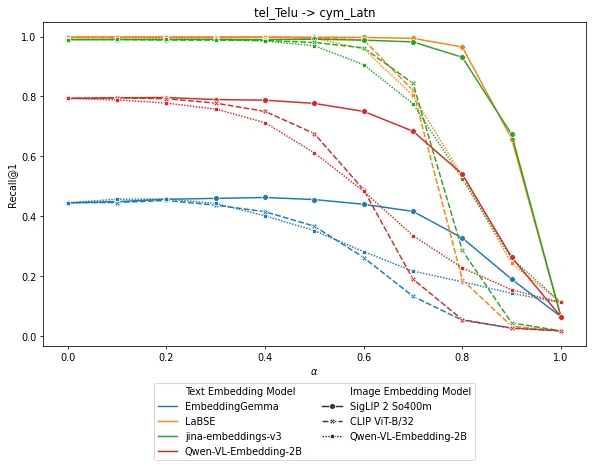 tel_Telu -> cym_Latn
1.0
0.8
0.6
0.4
0.2
0.0
Recall@1
0.0 0.2 0.4 0.6 0.8 1.0
α
Text Embedding Model Image Embedding Model
EmbeddingGemma SigLIP 2 So400m
LaBSE CLIP ViT-B/32
jina-embeddings-v3 Qwen-VL-Embedding-2B
Qwen-VL-Embedding-2B